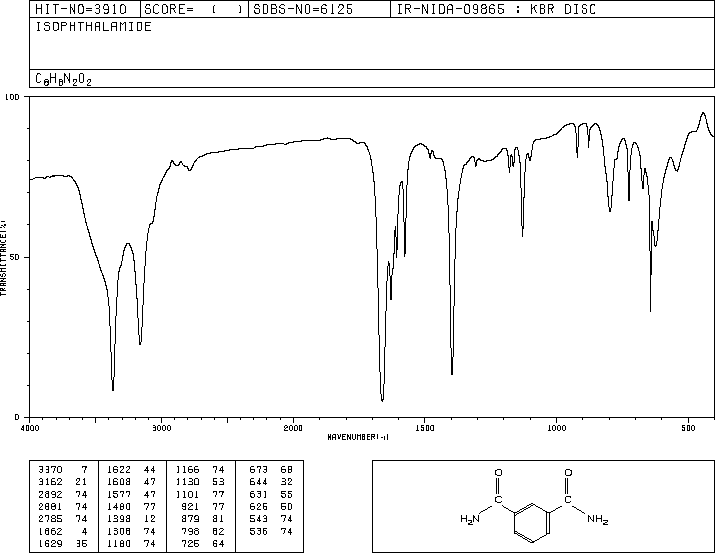 HIT-NO=3910 SCORE= ( ) SDBS-NO=6125 IR-NIDA-09865 : KBR DISC
ISOPHTHALAMIDE
C8H8N2O2
100
TRANSMITTANCE(%)
50
0
4000 3000 2000 1500 1000 500
WAVENUMBER(-1)
3370 7 1622 44 1166 74 673 68
3162 21 1608 47 1130 53 644 32
2892 74 1577 47 1101 77 631 55
2881 74 1480 77 921 77 626 50
2785 74 1398 12 879 81 543 74
1662 4 1308 74 798 62 536 74
1629 35 1180 74 725 64
O O
C C
H2N NH2